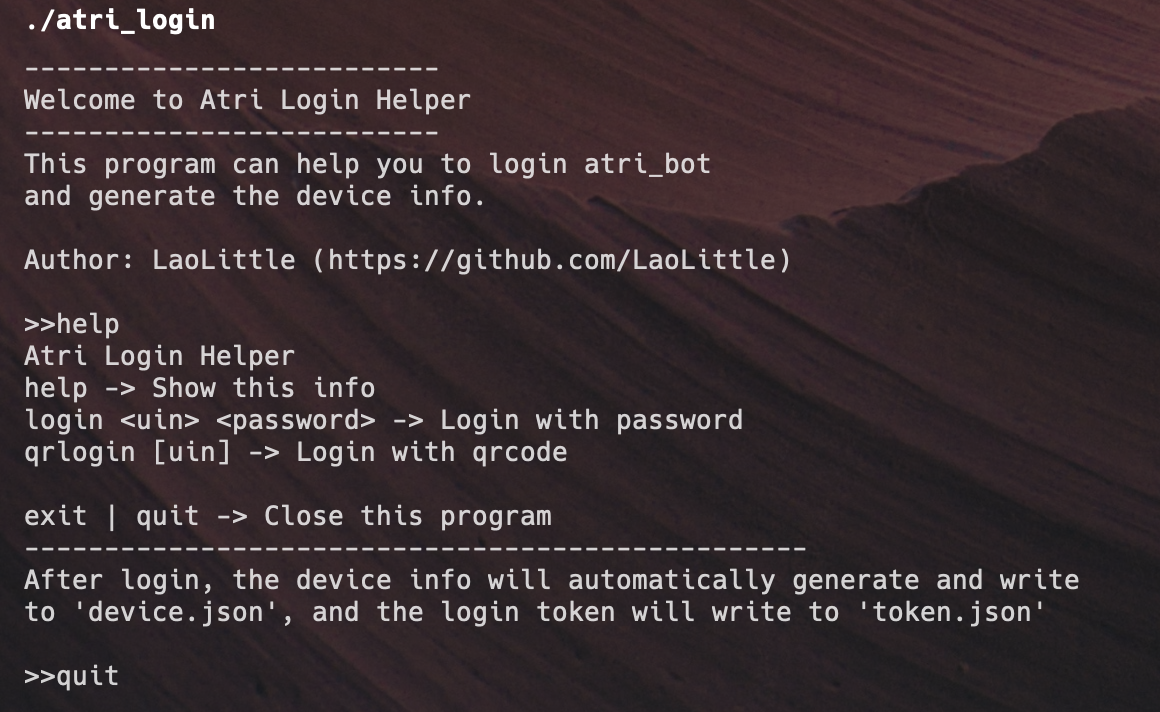 ./atri_login
--------------------------
Welcome to Atri Login Helper
--------------------------
This program can help you to login atri_bot
and generate the device info.
Author: LaoLittle (https://github.com/LaoLittle)
>>help
Atri Login Helper
help -> Show this info
login <uin> <password> -> Login with password
qrlogin [uin] -> Login with qrcode
exit | quit -> Close this program
-------------------------------------------------
After login, the device info will automatically generate and write
to 'device.json', and the login token will write to 'token.json'
>>quit